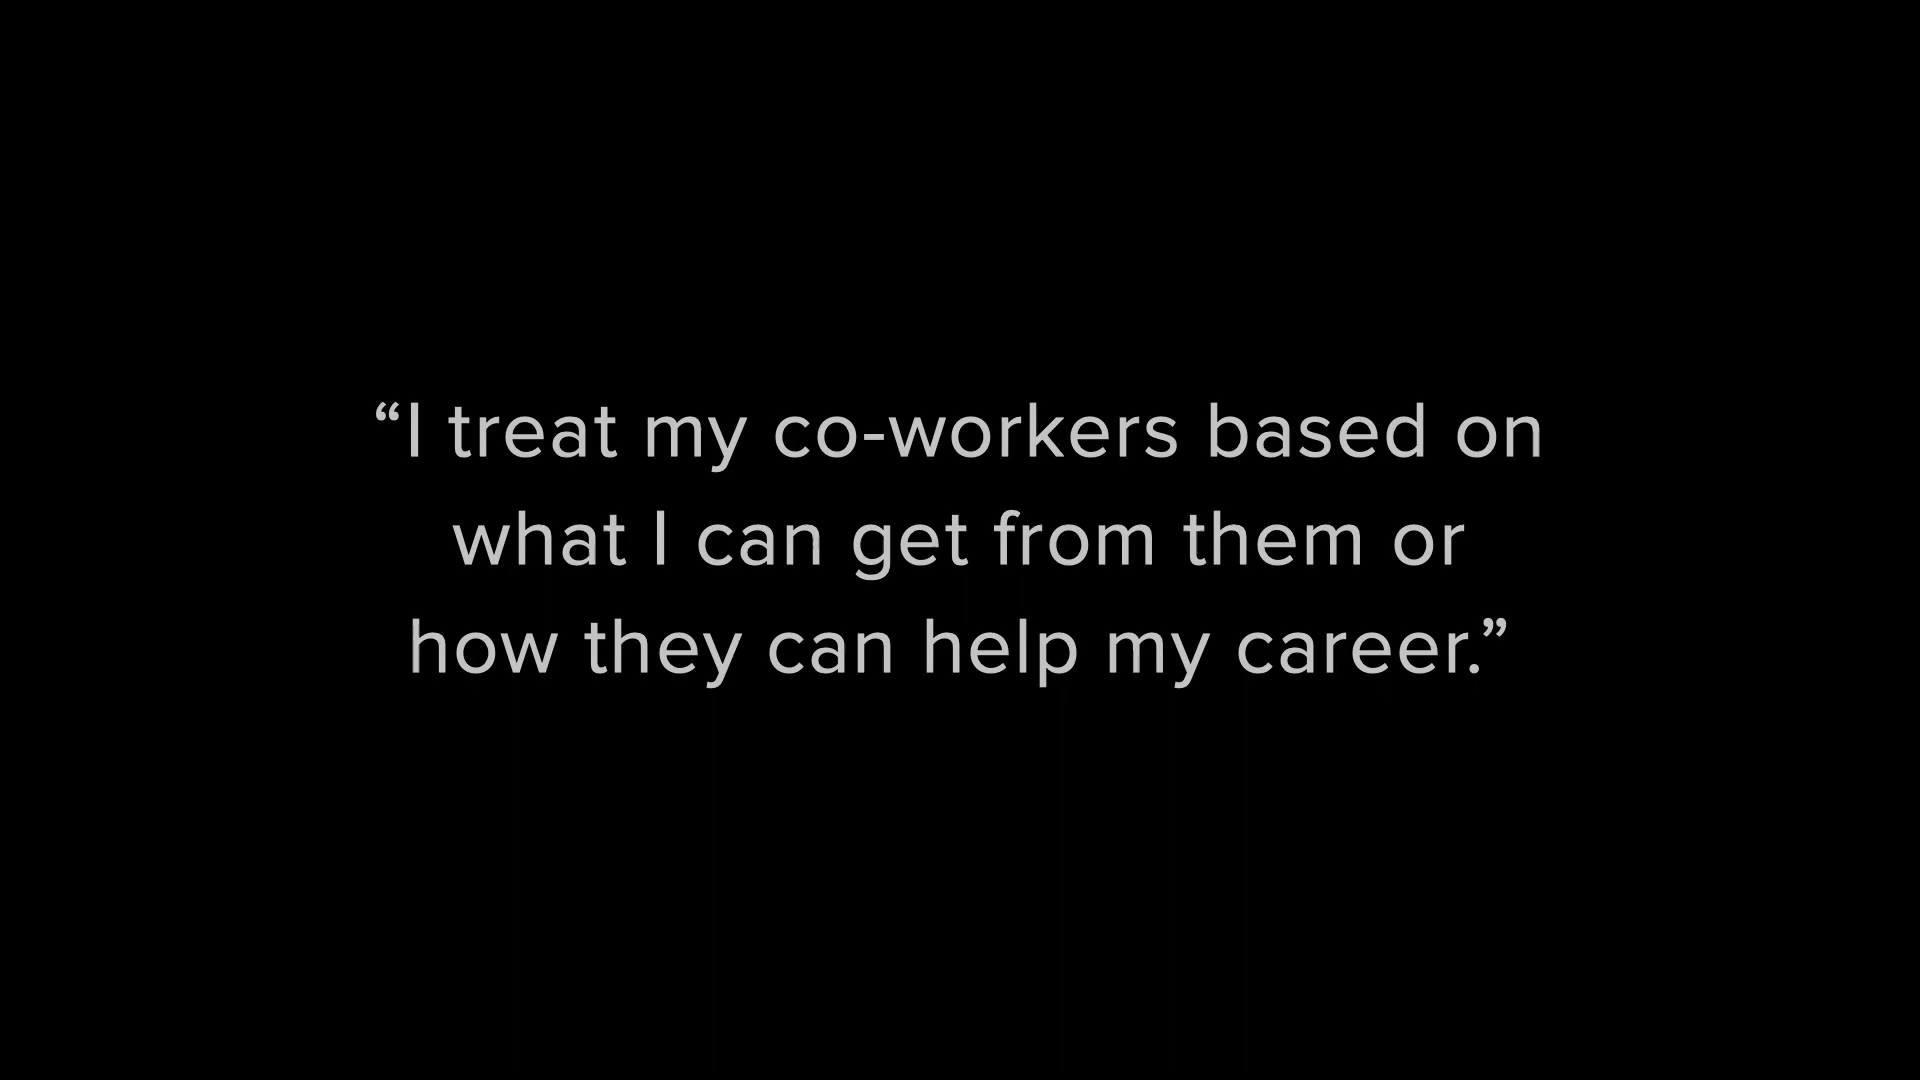 “I treat my co-workers based on
what I can get from them or
how they can help my career.”